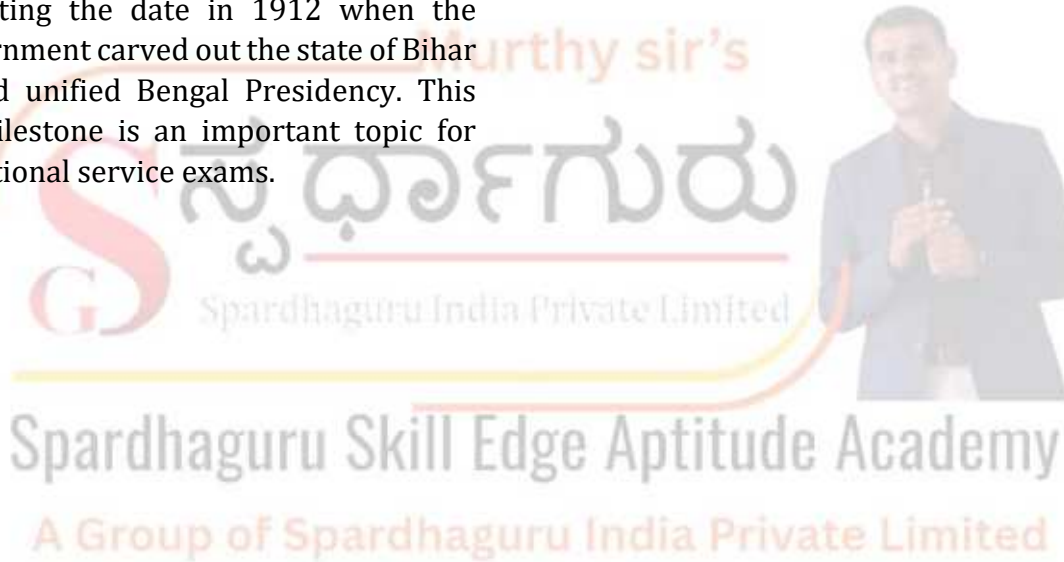 ting the date in 1912 when the
ernment carved out the state of Bihar
d unified Bengal Presidency. This
ilestone is an important topic for
tional service exams.
Murthy sir's
ಸ್ಪರ್ಧಾಗುರು
SG
Spardhaguru India Private Limited
Spardhaguru Skill Edge Aptitude Academy
A Group of Spardhaguru India Private Limited